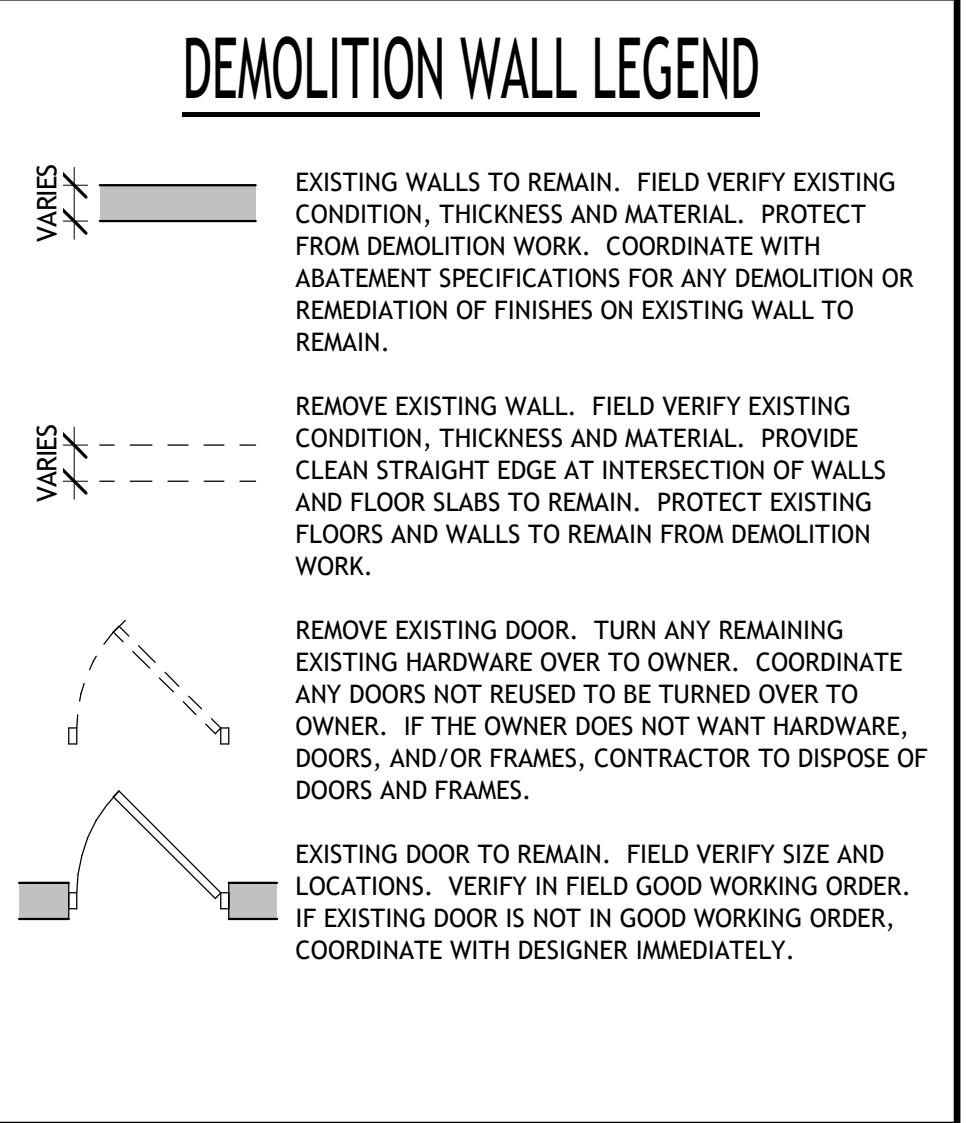 DEMOLITION WALL LEGEND
VARIES
EXISTING WALLS TO REMAIN. FIELD VERIFY EXISTING
CONDITION, THICKNESS AND MATERIAL. PROTECT
FROM DEMOLITION WORK. COORDINATE WITH
ABATEMENT SPECIFICATIONS FOR ANY DEMOLITION OR
REMEDIATION OF FINISHES ON EXISTING WALL TO
REMAIN.
VARIES
REMOVE EXISTING WALL. FIELD VERIFY EXISTING
CONDITION, THICKNESS AND MATERIAL. PROVIDE
CLEAN STRAIGHT EDGE AT INTERSECTION OF WALLS
AND FLOOR SLABS TO REMAIN. PROTECT EXISTING
FLOORS AND WALLS TO REMAIN FROM DEMOLITION
WORK.
REMOVE EXISTING DOOR. TURN ANY REMAINING
EXISTING HARDWARE OVER TO OWNER. COORDINATE
ANY DOORS NOT REUSED TO BE TURNED OVER TO
OWNER. IF THE OWNER DOES NOT WANT HARDWARE,
DOORS, AND/OR FRAMES, CONTRACTOR TO DISPOSE OF
DOORS AND FRAMES.
EXISTING DOOR TO REMAIN. FIELD VERIFY SIZE AND
LOCATIONS. VERIFY IN FIELD GOOD WORKING ORDER.
IF EXISTING DOOR IS NOT IN GOOD WORKING ORDER,
COORDINATE WITH DESIGNER IMMEDIATELY.